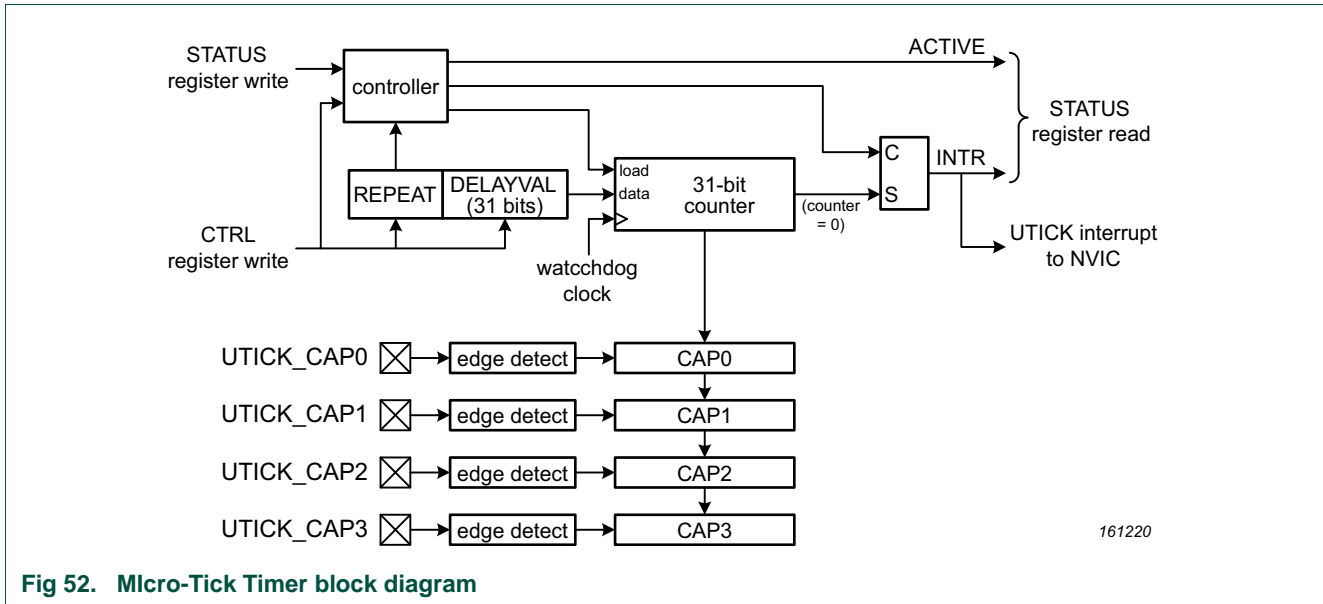 STATUS
register write
controller
ACTIVE
STATUS
register read
C
S
INTR
REPEAT
DELAYVAL
(31 bits)
load
data
31-bit
counter
(counter
= 0)
CTRL
register write
watcchdog
clock
UTICK interrupt
to NVIC
UTICK_CAP0
edge detect
CAP0
UTICK_CAP1
edge detect
CAP1
UTICK_CAP2
edge detect
CAP2
UTICK_CAP3
edge detect
CAP3
161220
Fig 52. MIcro-Tick Timer block diagram